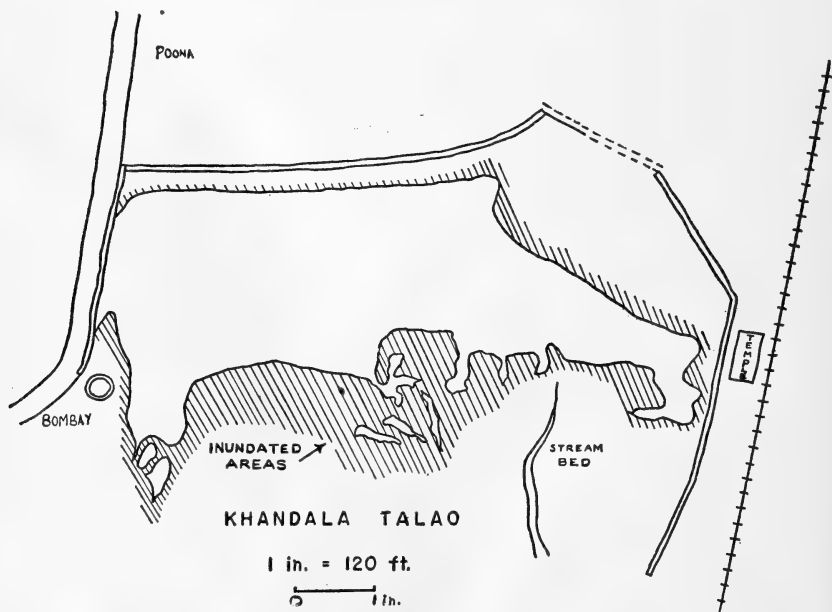 POONA
TEMPLE
BOMBAY
INUNDATED
AREAS
STREAM
BED
KHANDALA TALAO
1 in. = 120 ft.
0 1 in.